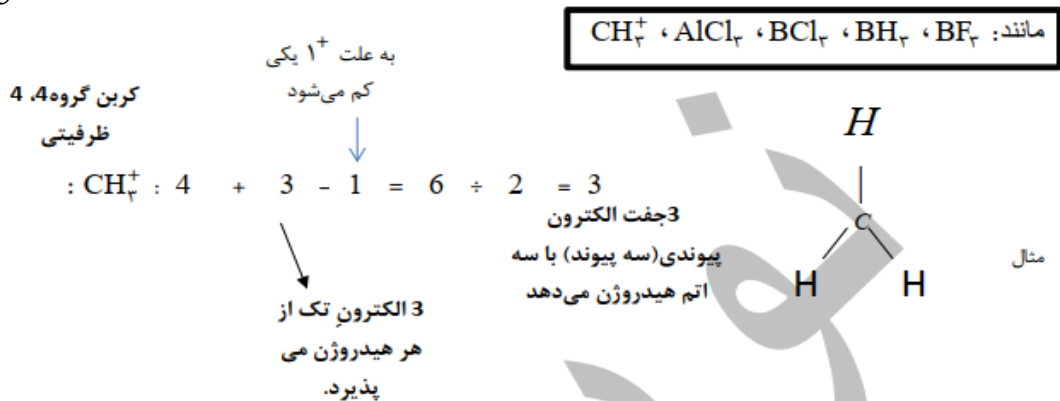 مانند: BF₃ ، BH₃ ، BCl₃ ، AlCl₃ ، CH₃⁺
به علت ۱⁺ یکی
کم می‌شود
کربن گروه4، 4
ظرفیتی
: CH₃⁺ : 4 + 3 - 1 = 6 ÷ 2 = 3
3جفت الکترون
پیوندی(سه پیوند) با سه
اتم هیدروژن می‌دهد
3 الکترونِ تک از
هر هیدروژن می
پذیرد.
مثال
H
C
H H